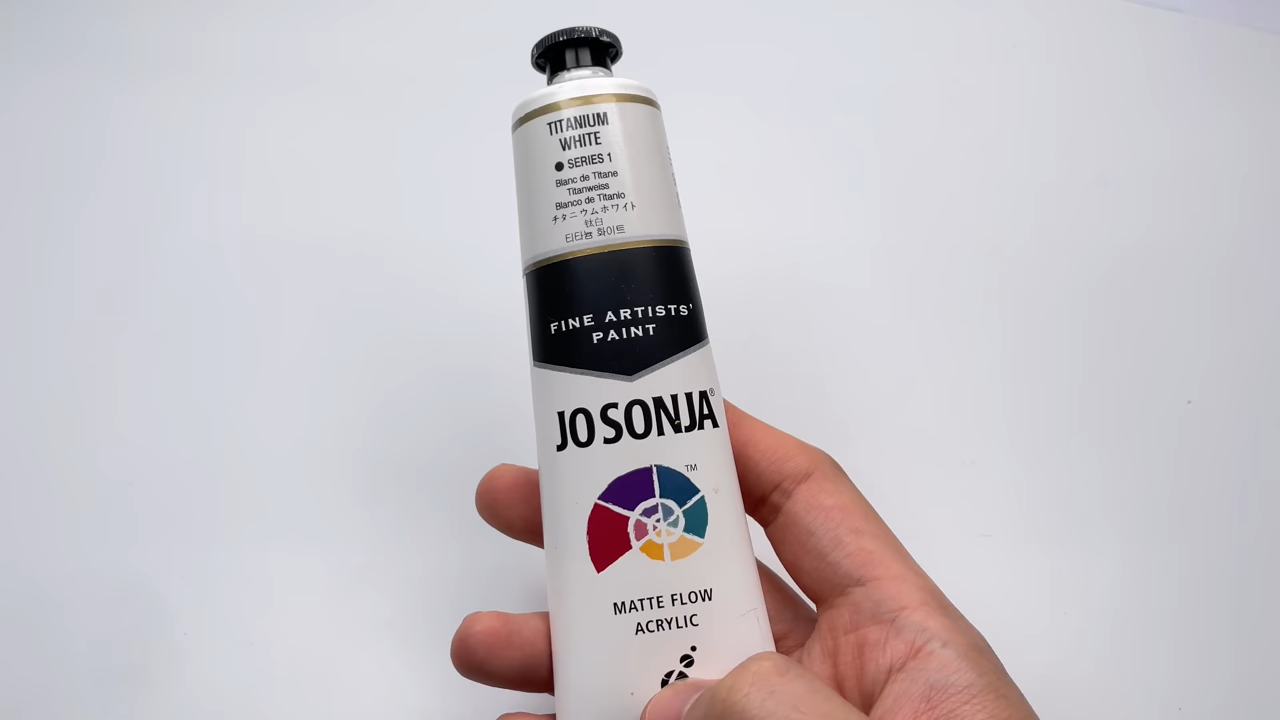 TITANIUM
WHITE
● SERIES 1
Blanc de Titane
Titanweiss
Blanco de Titanio
チタニウムホワイト
钛白
티타늄 화이트
FINE ARTISTS'
PAINT
JO SONJA®
TM
MATTE FLOW
ACRYLIC